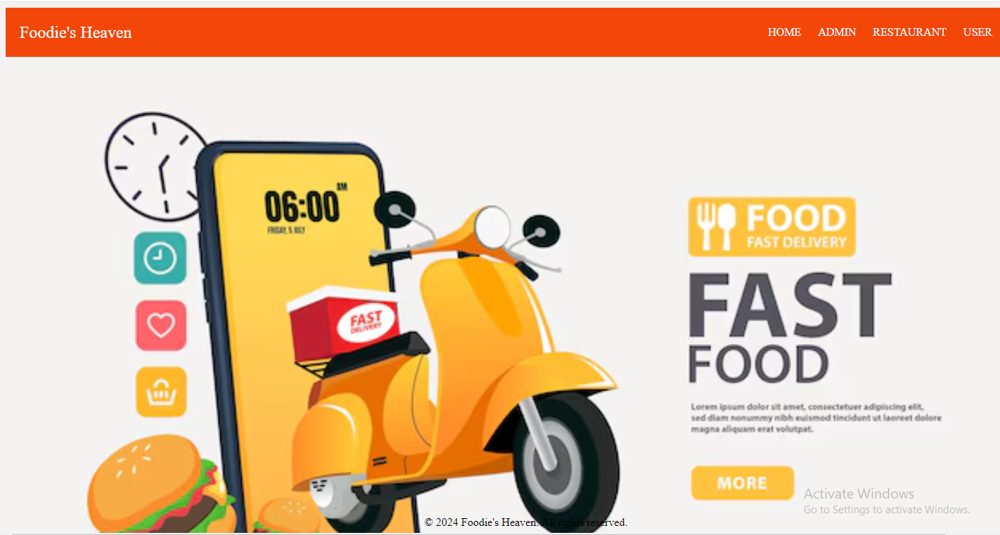 Foodie's Heaven
HOME ADMIN RESTAURANT USER
06:00 AM
FRIDAY, 5 JULY
FAST
DELIVERY
FOOD
FAST DELIVERY
FAST
FOOD
Lorem ipsum dolor sit amet, consectetuer adipiscing elit,
sed diam nonummy nibh euismod tincidunt ut laoreet dolore
magna aliquam erat volutpat.
MORE
Activate Windows
Go to Settings to activate Windows.
© 2024 Foodie's Heaven. All rights reserved.